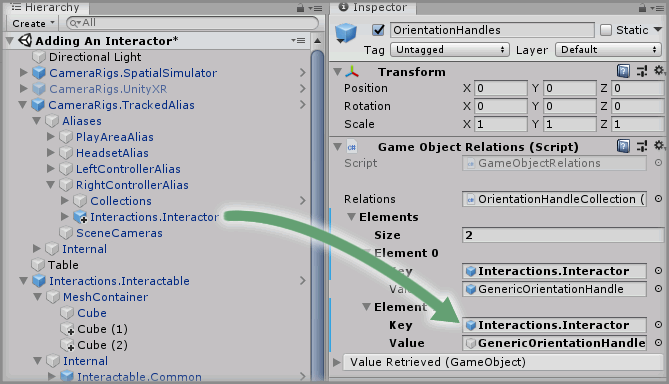 Hierarchy
Create
All
Adding An Interactor*
Directional Light
CameraRigs.SpatialSimulator
CameraRigs.UnityXR
CameraRigs.TrackedAlias
Aliases
PlayAreaAlias
HeadsetAlias
LeftControllerAlias
RightControllerAlias
Collections
Interactions.Interactor
SceneCameras
Internal
Table
Interactions.Interactable
MeshContainer
Cube
Cube (1)
Cube (2)
Internal
Interactable.Common
Inspector
OrientationHandles Static
Tag Untagged Layer Default
Transform
Position X 0 Y 0 Z 0
Rotation X 0 Y 0 Z 0
Scale X 1 Y 1 Z 1
Game Object Relations (Script)
Script GameObjectRelations
Relations OrientationHandleCollection (
Elements
Size 2
Element 0
Interactions.Interactor
GenericOrientationHandle
Element
Key Interactions.Interactor
Value GenericOrientationHandle
Value Retrieved (GameObject)